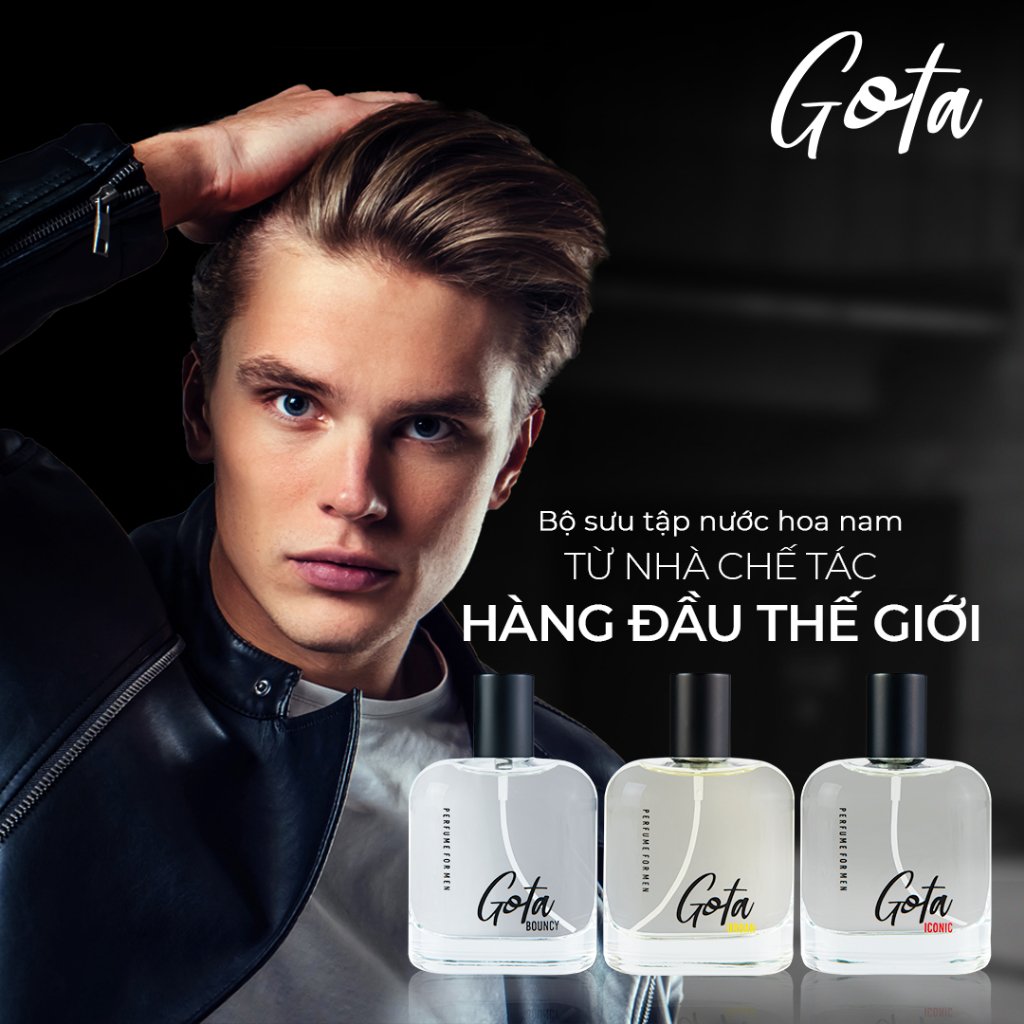 Gota
Bộ sưu tập nước hoa nam
TỪ NHÀ CHẾ TÁC
HÀNG ĐẦU THẾ GIỚI
PERFUME FOR MEN
Gota
BOUNCY
PERFUME FOR MEN
Gota
PERFUME FOR MEN
Gota
ICONIC